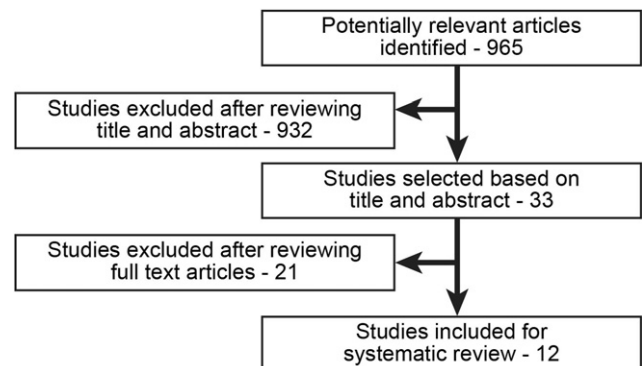 Potentially relevant articles
identified - 965
Studies excluded after reviewing
title and abstract - 932
Studies selected based on
title and abstract - 33
Studies excluded after reviewing
full text articles - 21
Studies included for
systematic review - 12